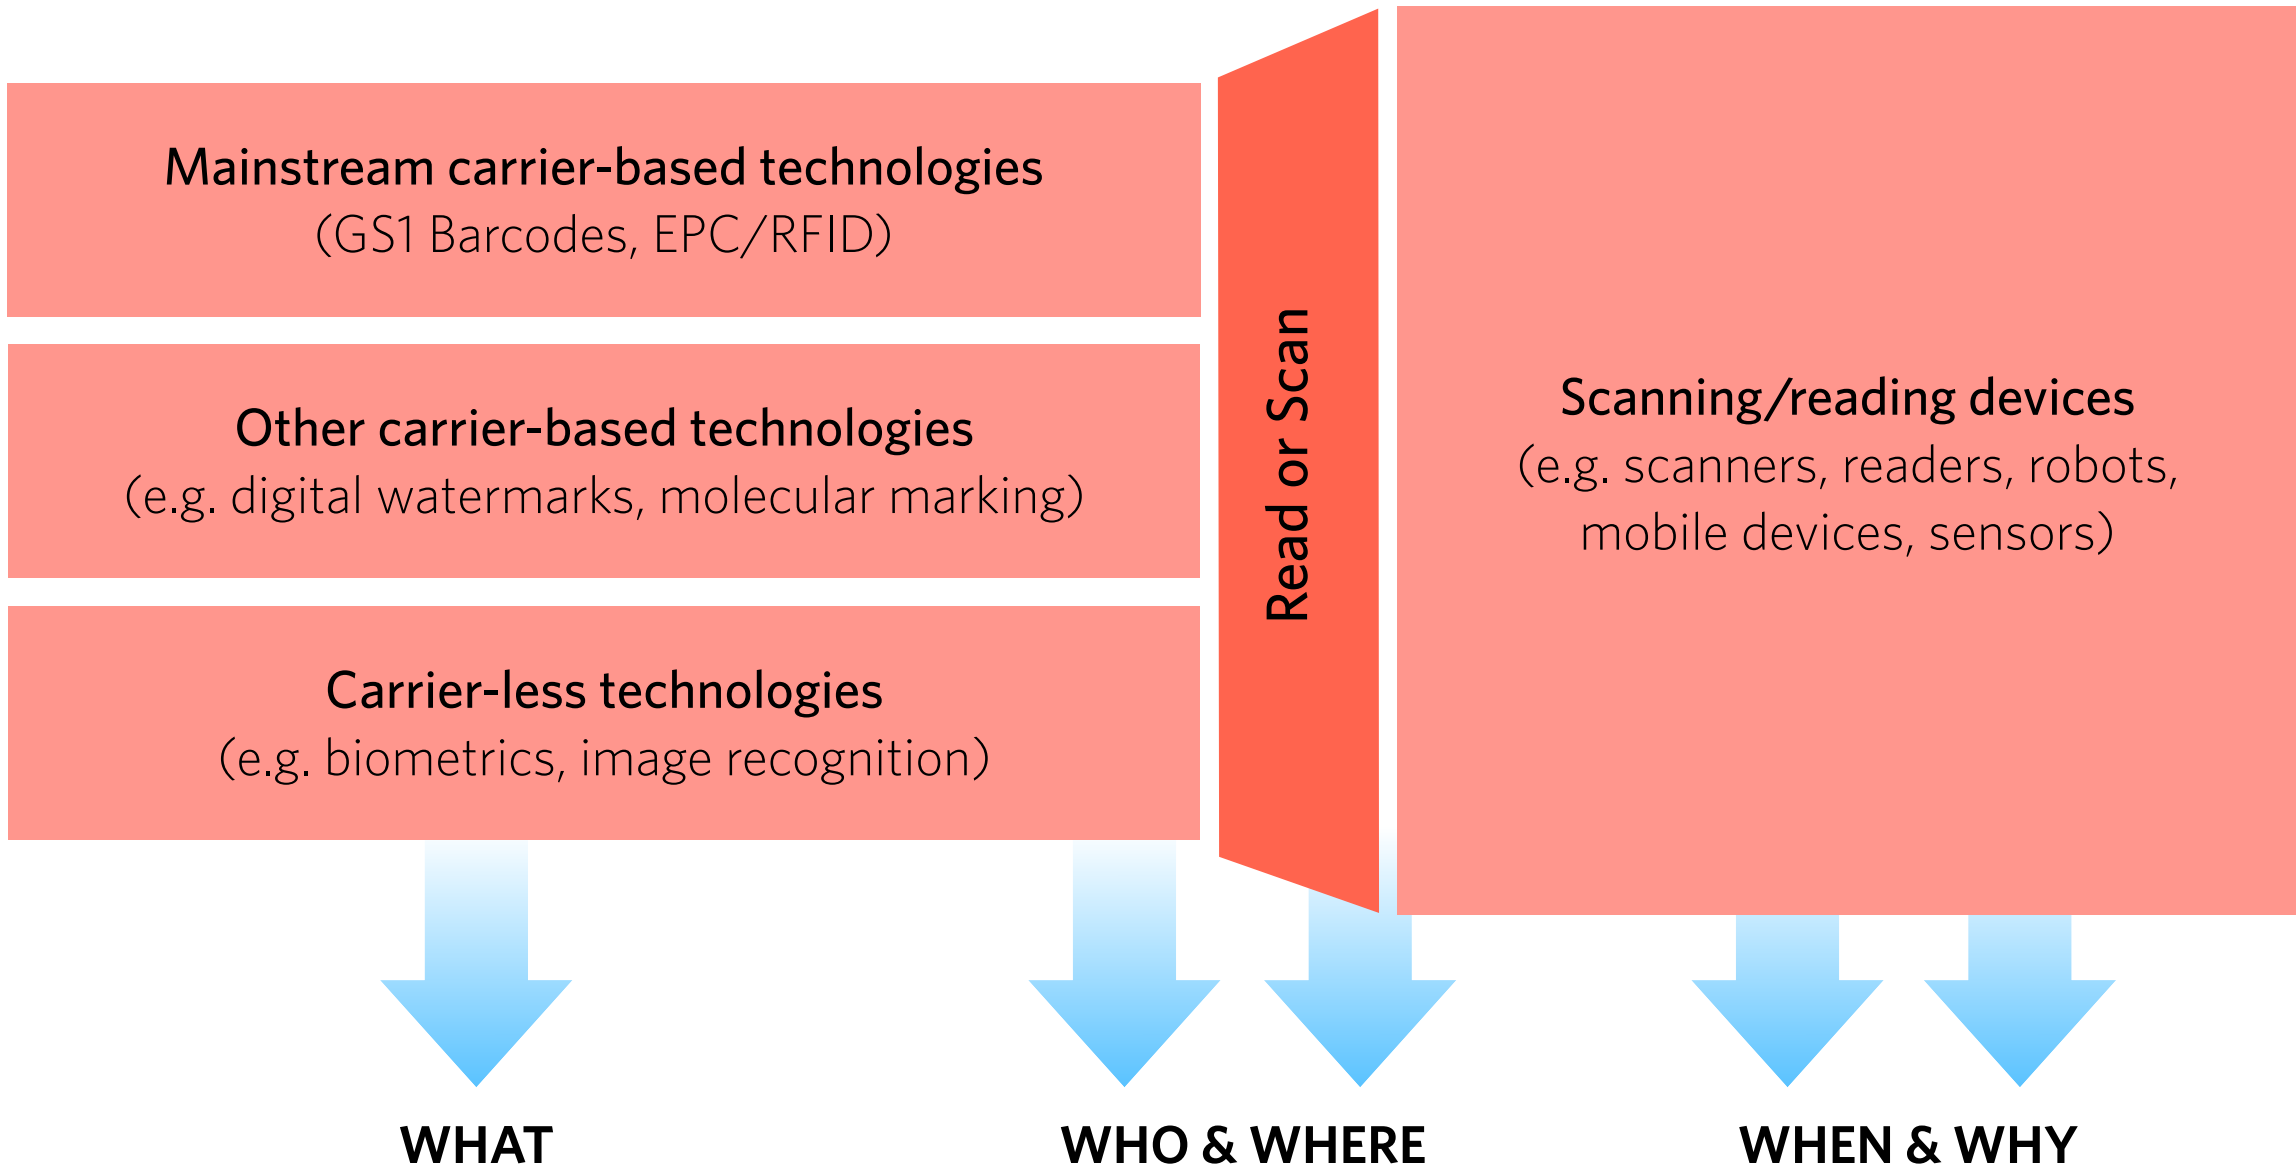 Mainstream carrier-based technologies
(GS1 Barcodes, EPC/RFID)
Other carrier-based technologies
(e.g. digital watermarks, molecular marking)
Carrier-less technologies
(e.g. biometrics, image recognition)
Read or Scan
Scanning/reading devices
(e.g. scanners, readers, robots,
mobile devices, sensors)
WHAT
WHO & WHERE
WHEN & WHY